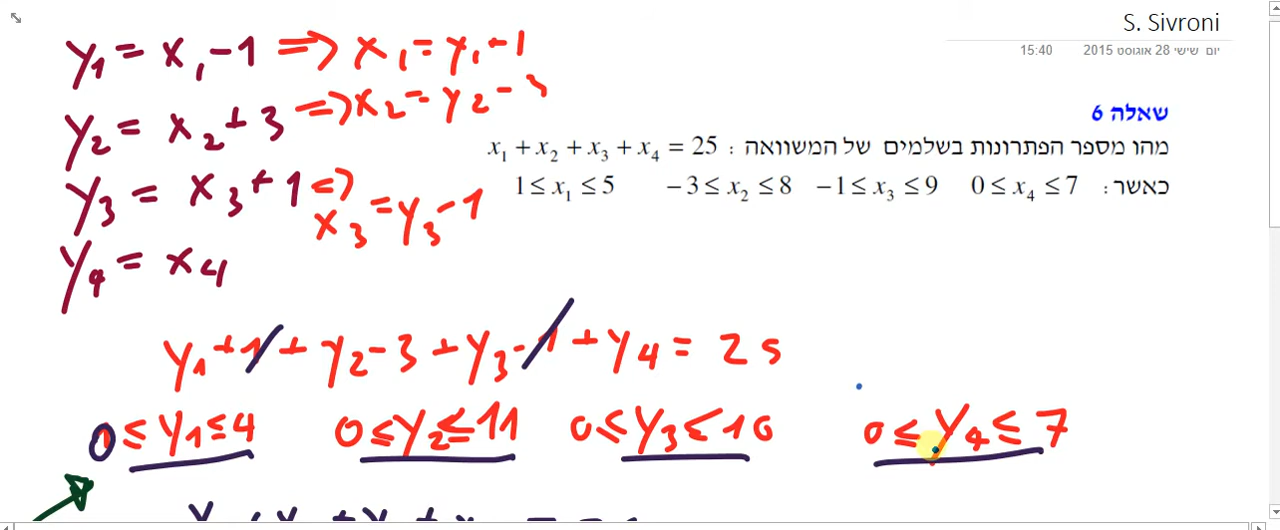 S. Sivroni
יום שישי 28 אוגוסט 2015 15:40
שאלה 6
מהו מספר הפתרונות בשלמים של המשוואה : x₁ + x₂ + x₃ + x₄ = 25
כאשר : 0 ≤ x₄ ≤ 7 −1 ≤ x₃ ≤ 9 −3 ≤ x₂ ≤ 8 1 ≤ x₁ ≤ 5
y₁ = x₁ − 1 ⇒ x₁ = y₁ + 1
y₂ = x₂ + 3 ⇒ x₂ = y₂ − 3
y₃ = x₃ + 1 ⇒
x₃ = y₃ − 1
y₄ = x₄
y₁ + 1 + y₂ − 3 + y₃ − 1 + y₄ = 25
0 ≤ y₁ ≤ 4 0 ≤ y₂ ≤ 11 0 ≤ y₃ ≤ 10 0 ≤ y₄ ≤ 7